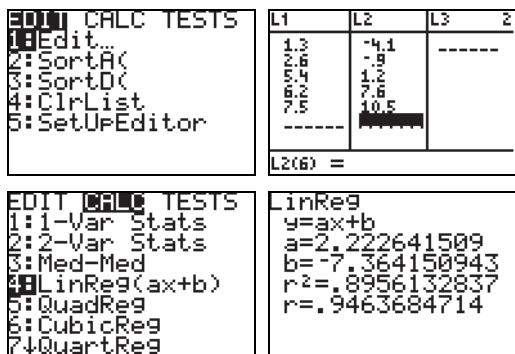 EDIT CALC TESTS
1:Edit…
2:SortA(
3:SortD(
4:ClrList
5:SetUpEditor
L1 L2 L3 2
1.3 -4.1 ------
2.6 -.9
5.4 1.2
6.2 7.6
7.5 10.5
------
L2(6) =
EDIT CALC TESTS
1:1-Var Stats
2:2-Var Stats
3:Med-Med
4:LinReg(ax+b)
5:QuadReg
6:CubicReg
7↓QuartReg
LinReg
y=ax+b
a=2.222641509
b=-7.364150943
r²=.8956132837
r=.9463684714